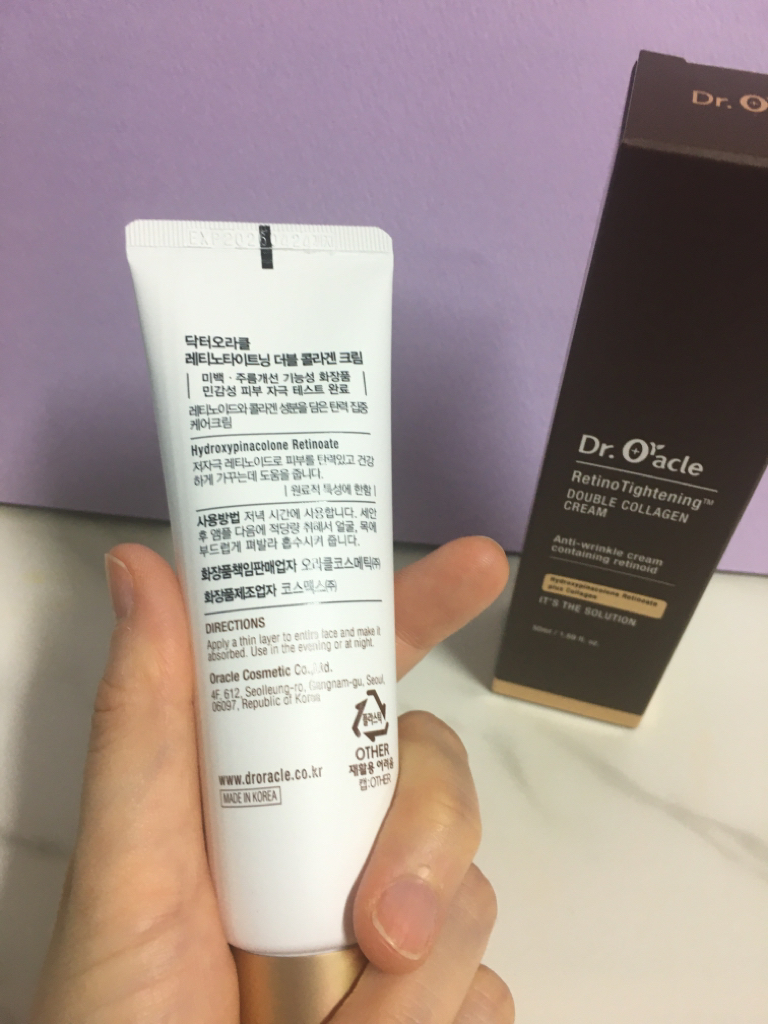 닥터오라클
레티노타이트닝 더블 콜라겐 크림
미백 · 주름개선 기능성 화장품
민감성 피부 자극 테스트 완료
레티노이드와 콜라겐 성분을 담은 탄력 집중
케어크림
Hydroxypinacolone Retinoate
저자극 레티노이드로 피부를 탄력있고 건강
하게 가꾸는데 도움을 줍니다.
| 원료적 특성에 한함 |
사용방법 저녁 시간에 사용합니다. 세안
후 앰플 다음에 적당량 취해서 얼굴, 목에
부드럽게 펴발라 흡수시켜 줍니다.
화장품책임판매업자 오라클코스메틱㈜
화장품제조업자 코스맥스㈜
DIRECTIONS
Apply a thin layer to entire face and make it
absorbed. Use in the evening or at night.
Oracle Cosmetic Co.,Ltd.
4F, 612, Seolleung-ro, Gangnam-gu, Seoul,
06097, Republic of Korea
플라스틱
OTHER
재활용 어려움
캡:OTHER
www.droracle.co.kr
MADE IN KOREA
Dr. Oracle
RetinoTightening™
DOUBLE COLLAGEN
CREAM
Anti-wrinkle cream
containing retinoid
Hydroxypinacolone Retinoate
plus Collagen
IT'S THE SOLUTION
50ml / 1.69 fl. oz.
Dr.